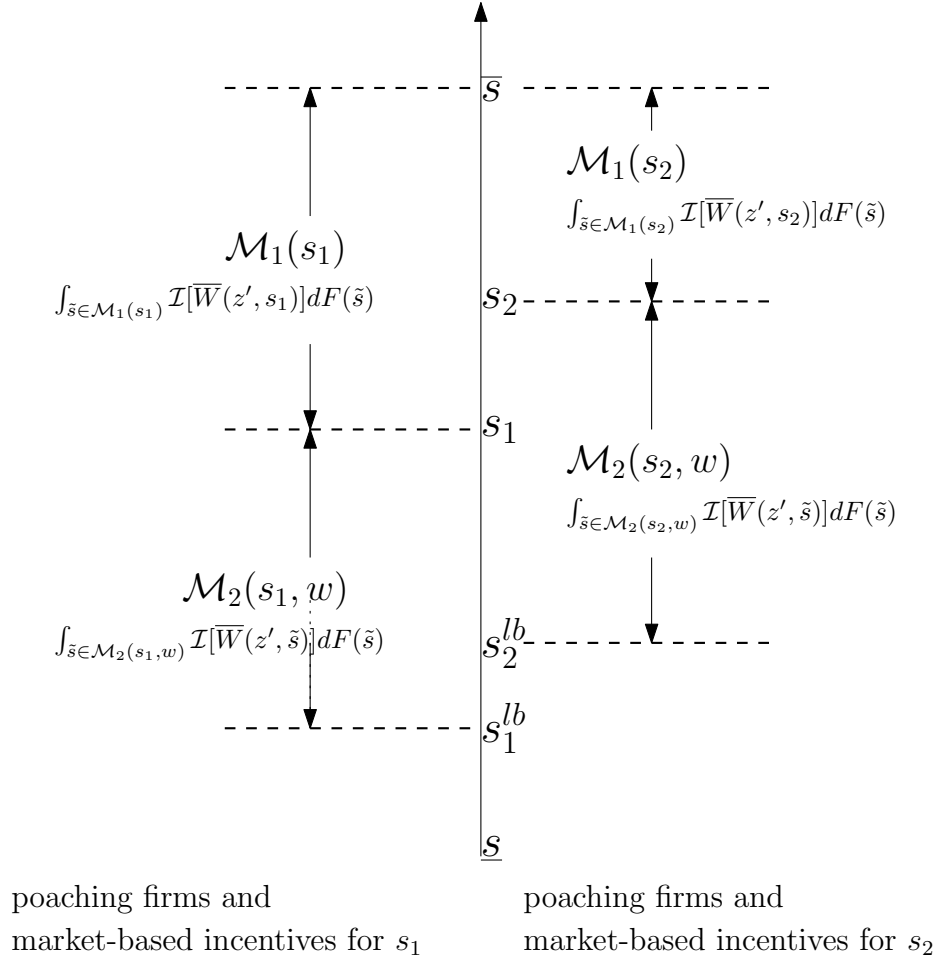 s̅
ℳ₁(s₂)
∫_{s̃∈ℳ₁(s₂)} ℐ[W̅(z′, s₂)]dF(s̃)
ℳ₁(s₁)
∫_{s̃∈ℳ₁(s₁)} ℐ[W̅(z′, s₁)]dF(s̃)
s₂
s₁
ℳ₂(s₂, w)
∫_{s̃∈ℳ₂(s₂,w)} ℐ[W̅(z′, s̃)]dF(s̃)
ℳ₂(s₁, w)
∫_{s̃∈ℳ₂(s₁,w)} ℐ[W̅(z′, s̃)]dF(s̃)
s₂^{lb}
s₁^{lb}
s̲
poaching firms and
market-based incentives for s₁
poaching firms and
market-based incentives for s₂